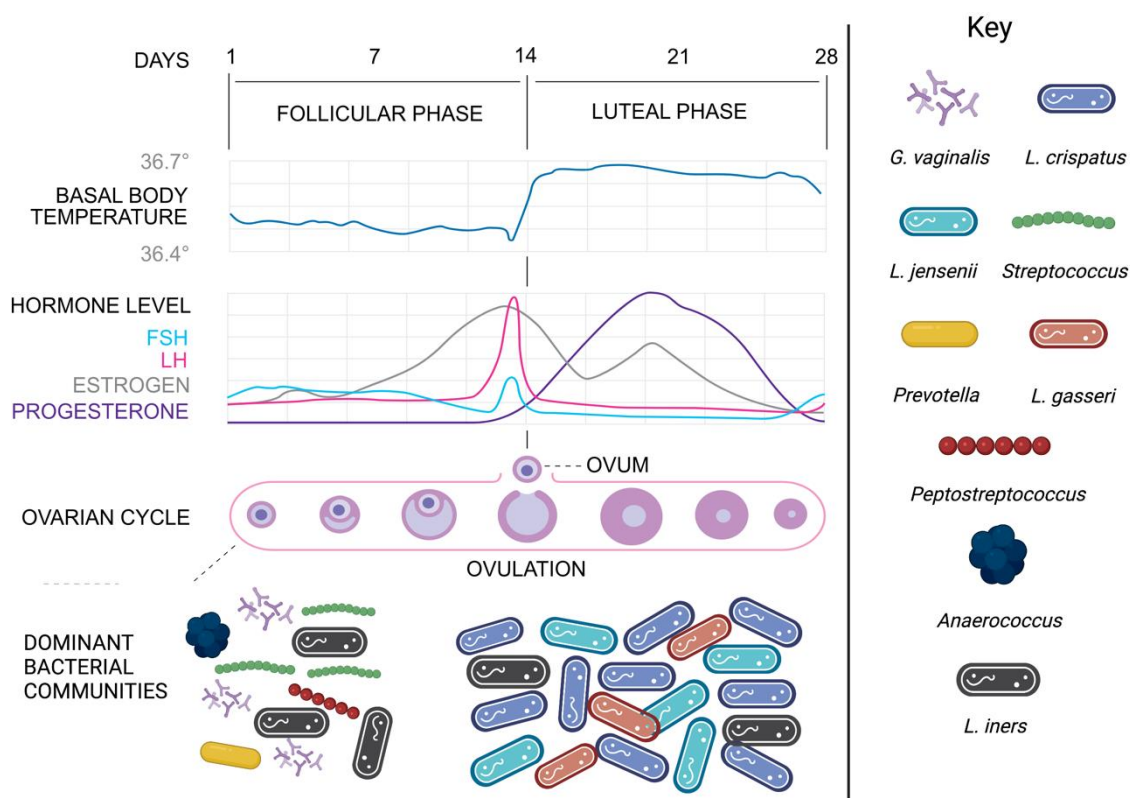 DAYS
1 7 14 21 28
FOLLICULAR PHASE
LUTEAL PHASE
36.7°
BASAL BODY
TEMPERATURE
36.4°
HORMONE LEVEL
FSH
LH
ESTROGEN
PROGESTERONE
OVUM
OVARIAN CYCLE
OVULATION
DOMINANT
BACTERIAL
COMMUNITIES
Key
G. vaginalis
L. crispatus
L. jensenii
Streptococcus
Prevotella
L. gasseri
Peptostreptococcus
Anaerococcus
L. iners